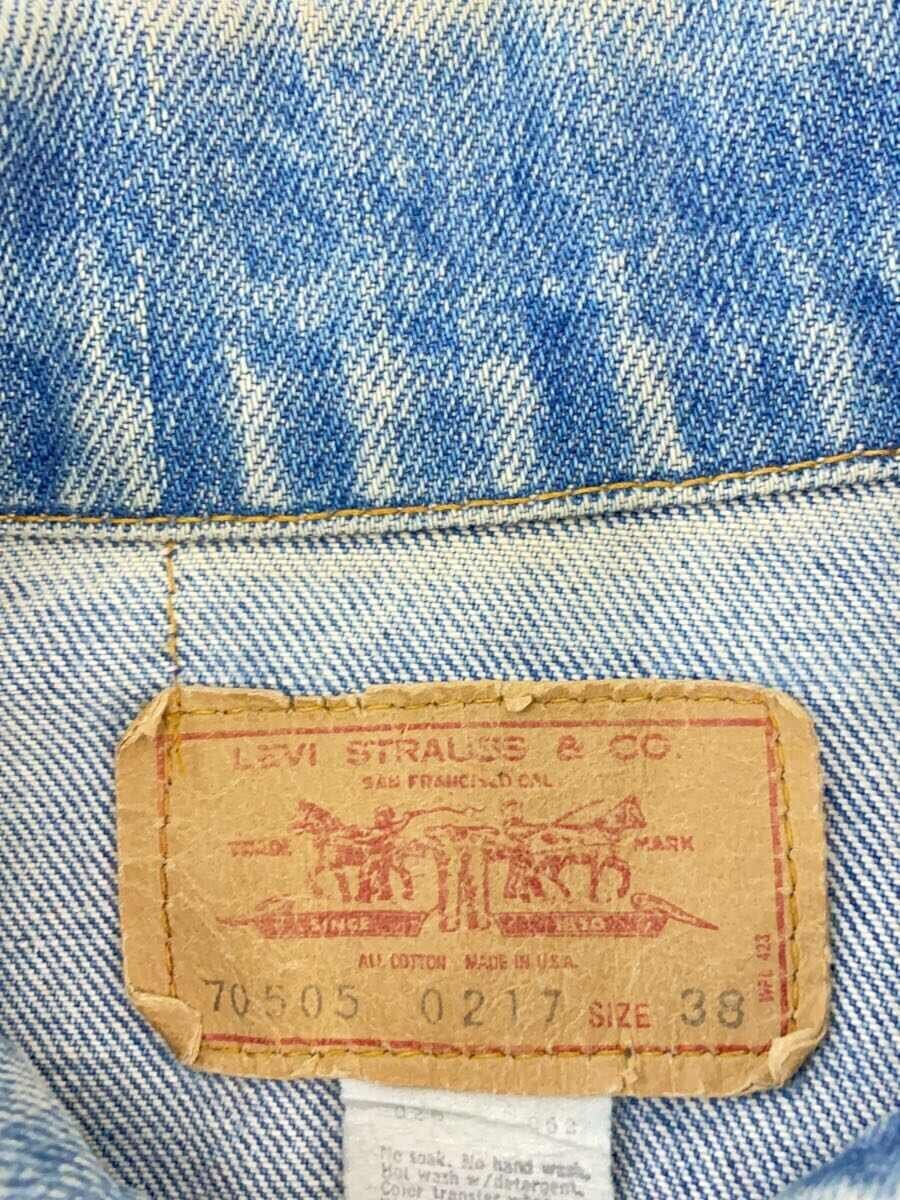 LEVI STRAUSS & CO.
SAN FRANCISCO CAL.
TRADE MARK
SINCE
ALL COTTON MADE IN U.S.A.
WPL 423
70505 0217 SIZE 38
No soak. No hand wash.
Hot wash w/detergent.
Color transfer